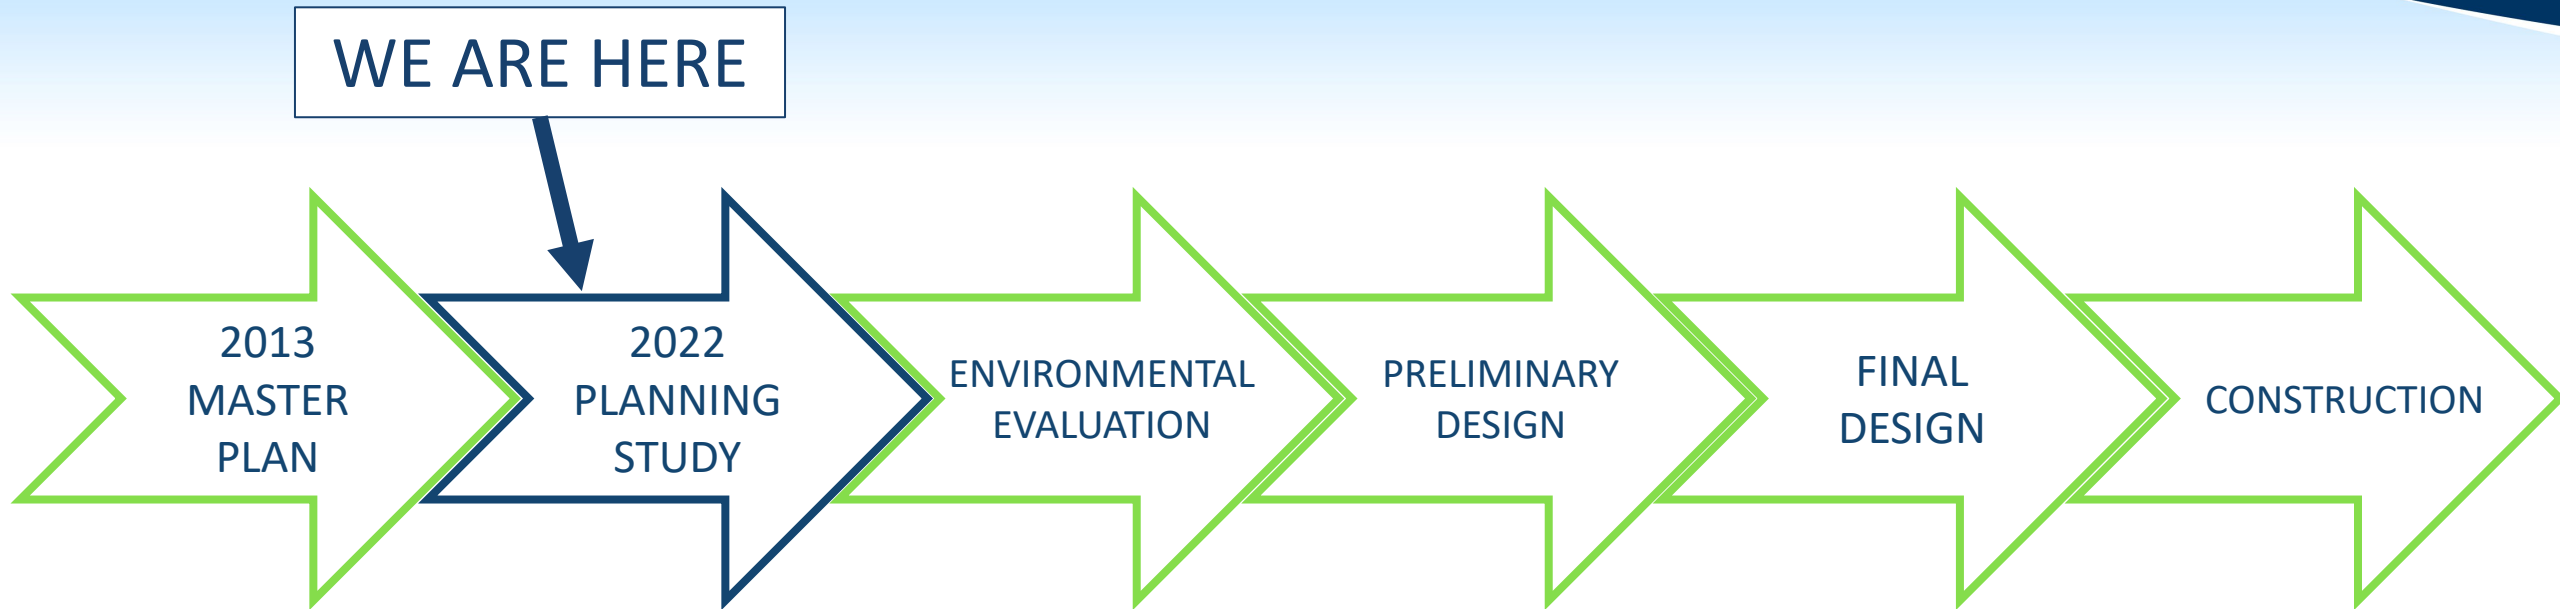 WE ARE HERE
2013
MASTER
PLAN
2022
PLANNING
STUDY
ENVIRONMENTAL
EVALUATION
PRELIMINARY
DESIGN
FINAL
DESIGN
CONSTRUCTION